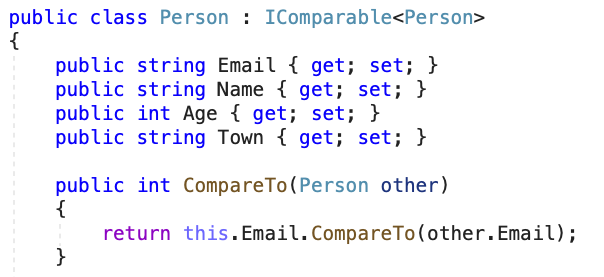 public class Person : IComparable<Person>
{
    public string Email { get; set; }
    public string Name { get; set; }
    public int Age { get; set; }
    public string Town { get; set; }

    public int CompareTo(Person other)
    {
        return this.Email.CompareTo(other.Email);
    }